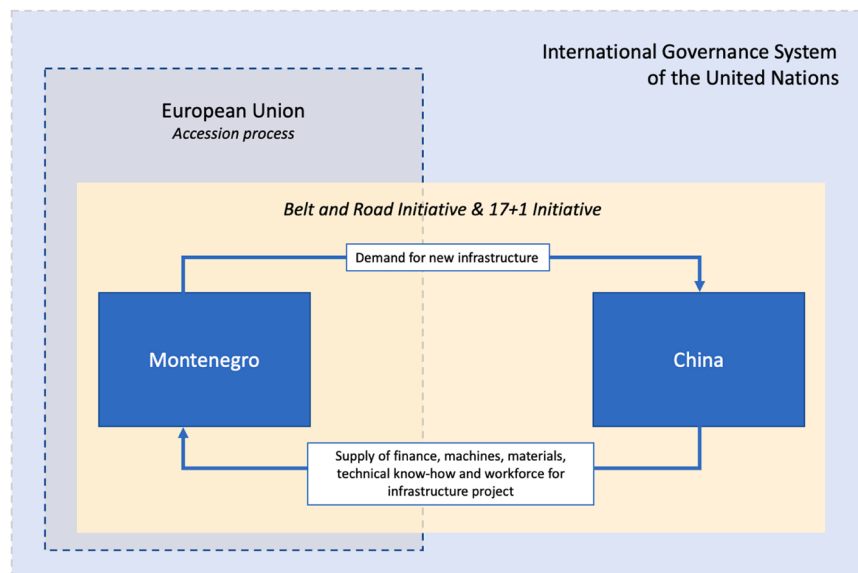 International Governance System
of the United Nations
European Union
Accession process
Belt and Road Initiative & 17+1 Initiative
Demand for new infrastructure
Montenegro
China
Supply of finance, machines, materials,
technical know-how and workforce for
infrastructure project